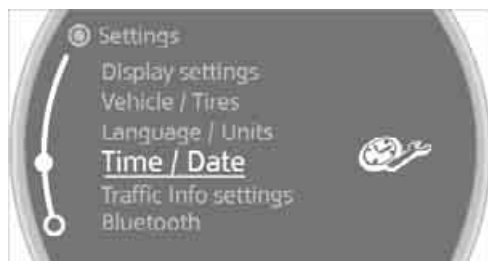 Settings
Display settings
Vehicle / Tires
Language / Units
Time / Date
Traffic Info settings
Bluetooth